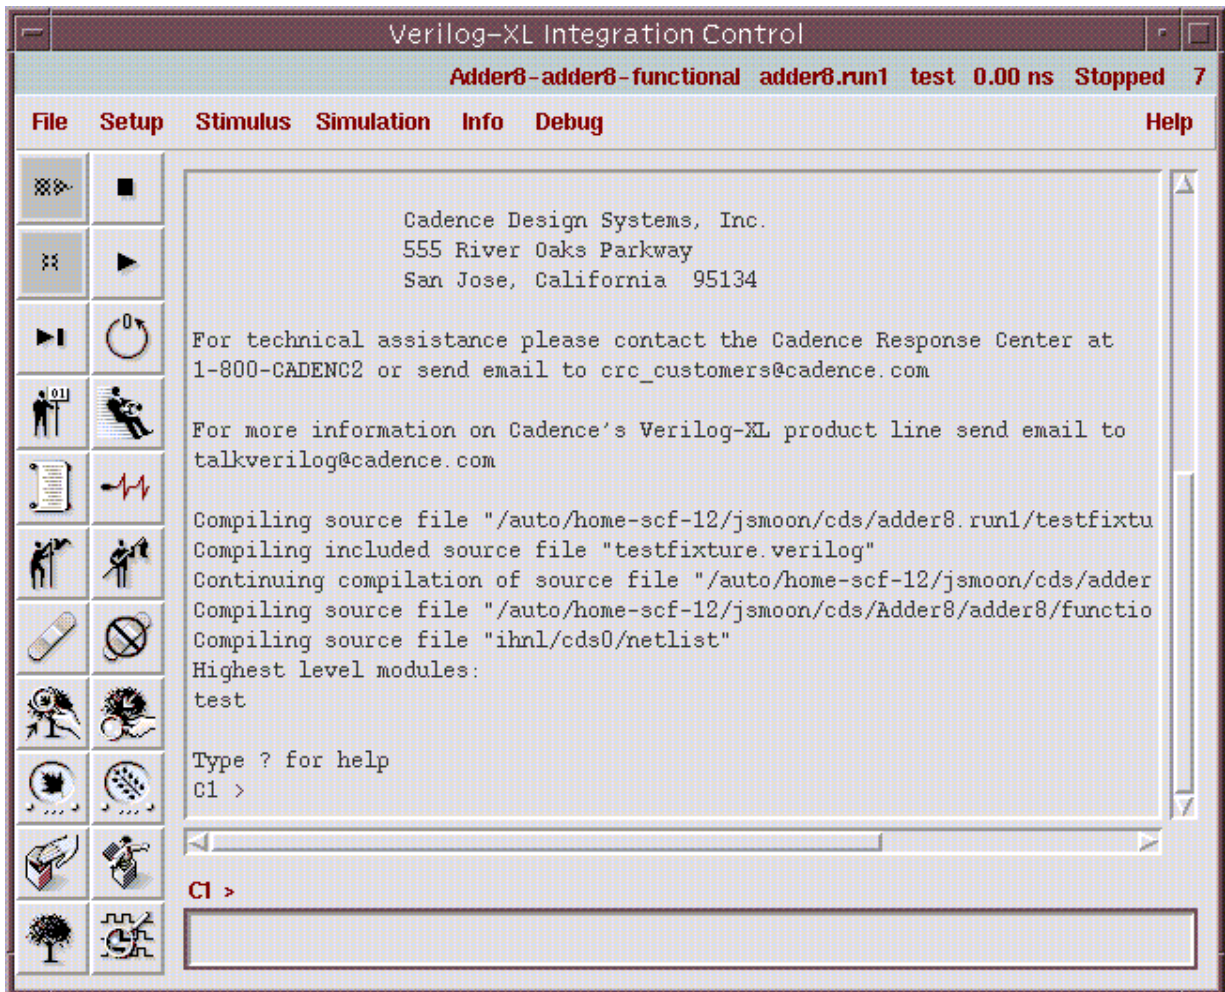 Verilog-XL Integration Control
Adder8-adder8-functional adder8.run1 test 0.00 ns Stopped 7
File Setup Stimulus Simulation Info Debug Help
Cadence Design Systems, Inc.
555 River Oaks Parkway
San Jose, California 95134
For technical assistance please contact the Cadence Response Center at
1-800-CADENC2 or send email to crc_customers@cadence.com
For more information on Cadence's Verilog-XL product line send email to
talkverilog@cadence.com
Compiling source file "/auto/home-scf-12/jsmoon/cds/adder8.run1/testfixtu
Compiling included source file "testfixture.verilog"
Continuing compilation of source file "/auto/home-scf-12/jsmoon/cds/adder
Compiling source file "/auto/home-scf-12/jsmoon/cds/Adder8/adder8/functio
Compiling source file "ihnl/cds0/netlist"
Highest level modules:
test
Type ? for help
C1 >
C1 >
0
01